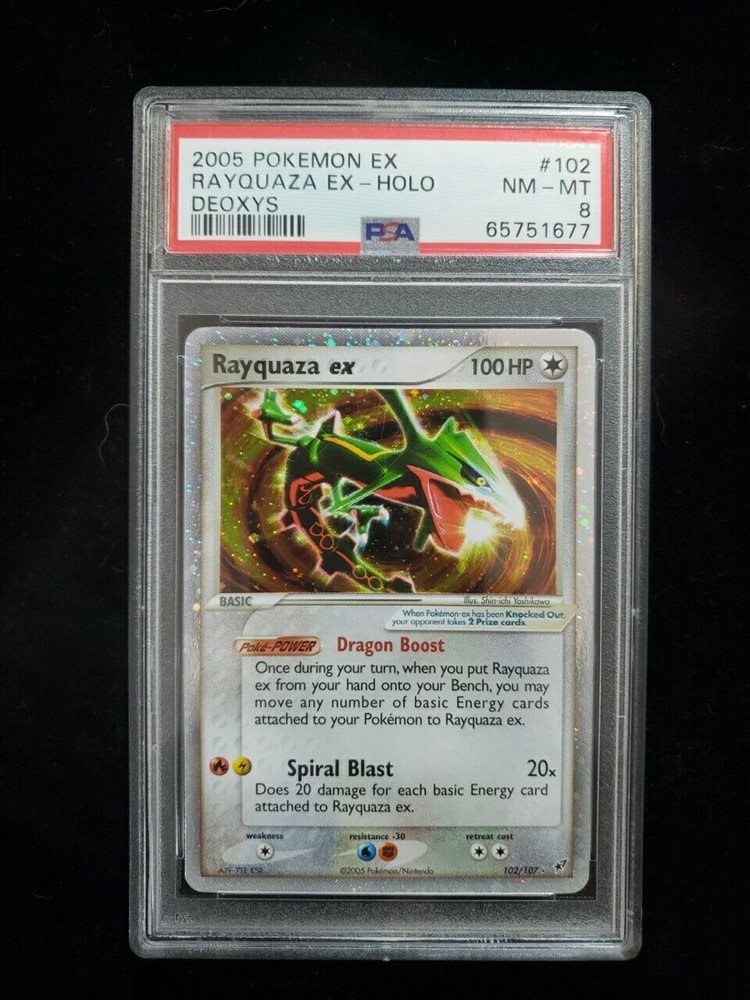 2005 POKEMON EX #102
RAYQUAZA EX - HOLO NM - MT
DEOXYS 8
PSA 65751677
Rayquaza ex 100 HP
BASIC Illus. Shin-ichi Yoshikawa
When Pokémon-ex has been Knocked Out,
your opponent takes 2 Prize cards.
Poké-POWER Dragon Boost
Once during your turn, when you put Rayquaza
ex from your hand onto your Bench, you may
move any number of basic Energy cards
attached to your Pokémon to Rayquaza ex.
Spiral Blast 20x
Does 20 damage for each basic Energy card
attached to Rayquaza ex.
weakness resistance -30 retreat cost
©2005 Pokémon/Nintendo 102/107